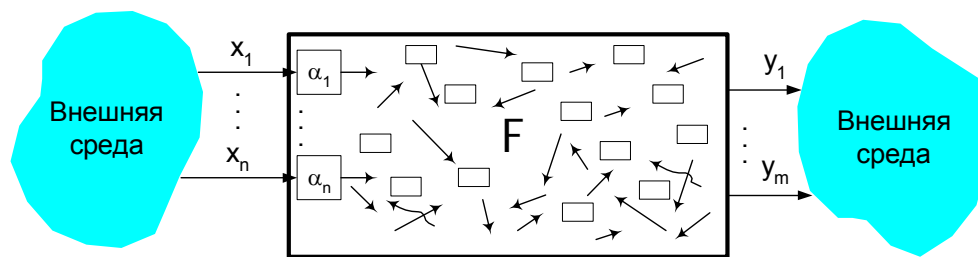 Внешняя
среда
x1
xn
α1
αn
F
y1
ym
Внешняя
среда